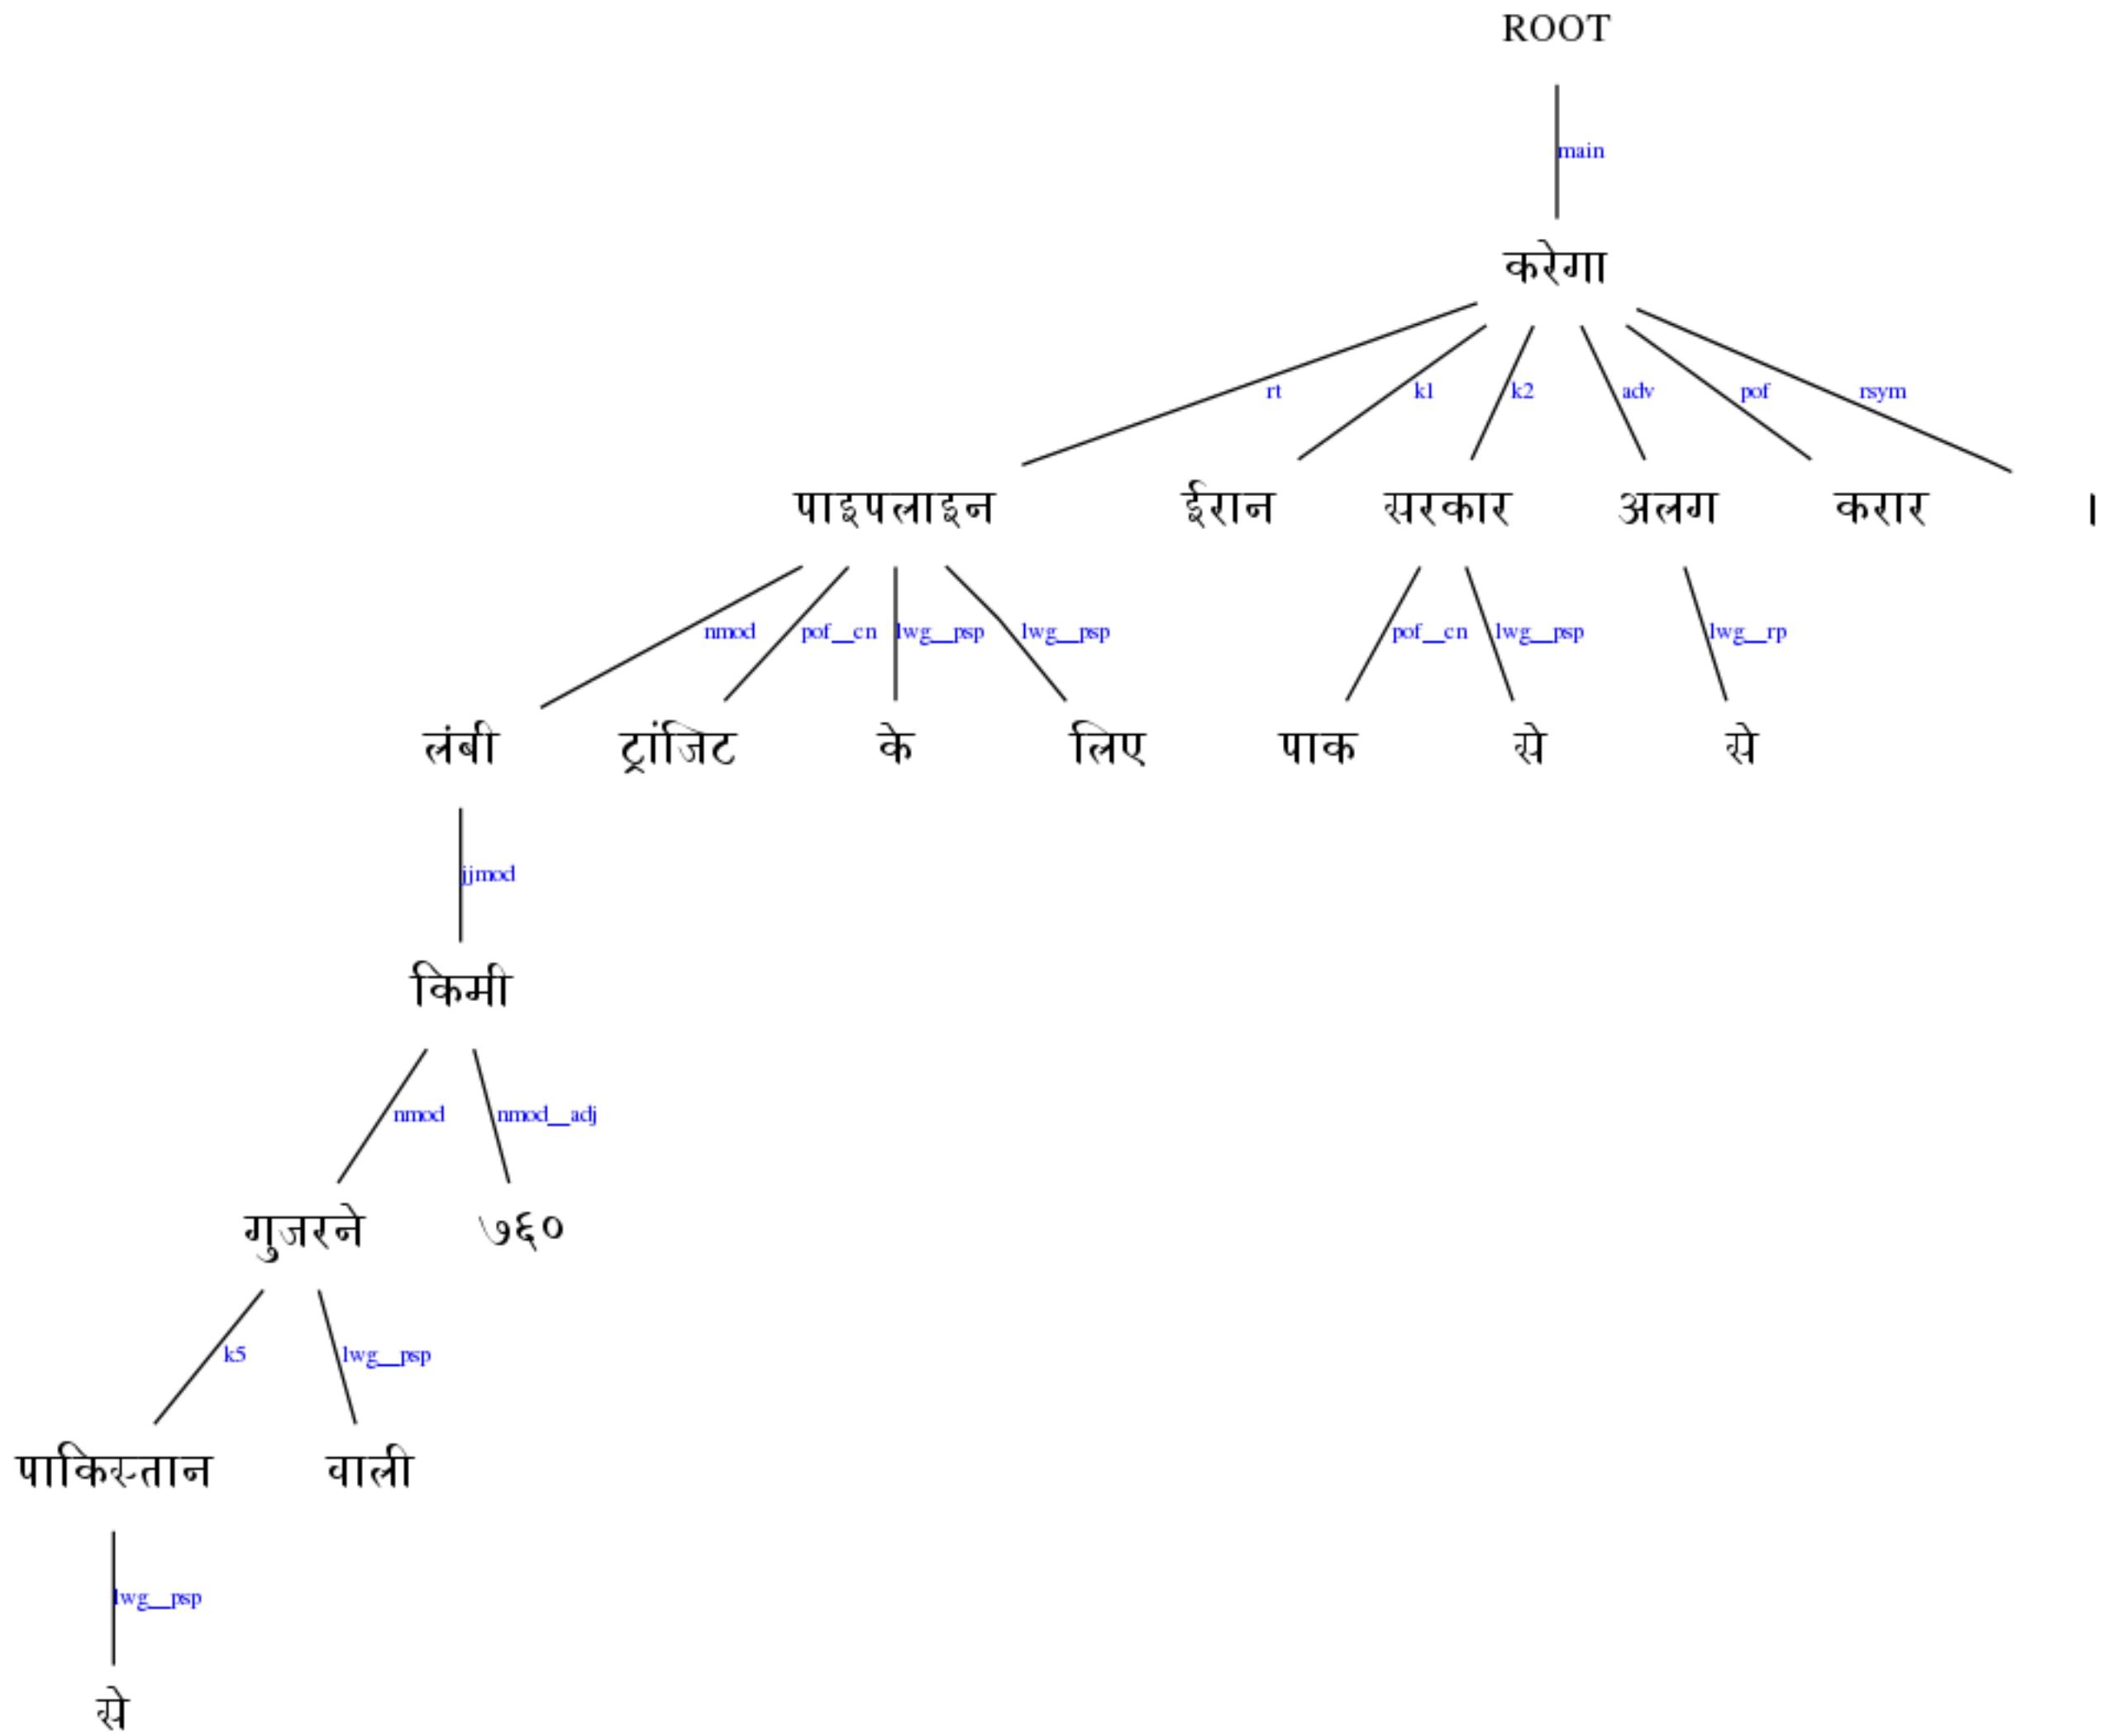 ROOT
main
करेगा
rt k1 k2 adv pof rsym
पाइपलाइन ईरान सरकार अलग करार ।
nmod pof__cn lwg__psp lwg__psp pof__cn lwg__psp lwg__rp
लंबी ट्रांजिट के लिए पाक से से
jjmod
किमी
nmod nmod__adj
गुजरने ७६०
k5 lwg__psp
पाकिस्तान वाली
lwg__psp
से